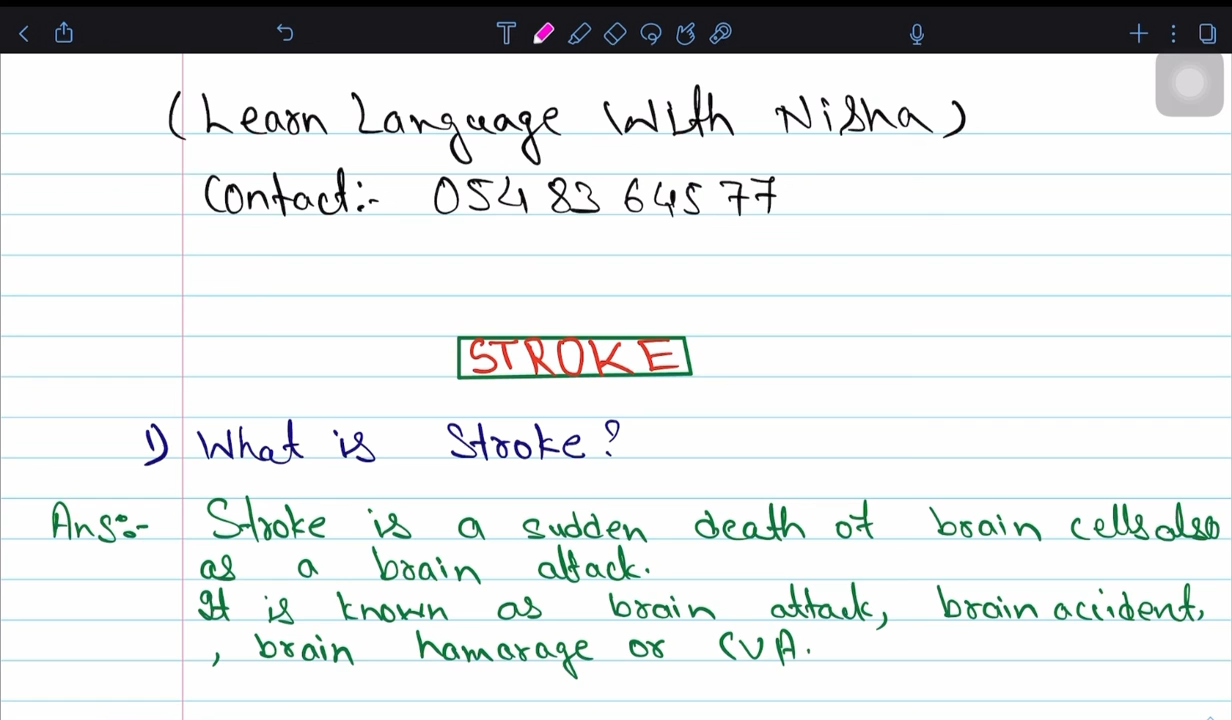 (Learn Language With Nisha)
Contact:- 054 83 645 77
STROKE
1) What is Stroke?
Ans:- Stroke is a sudden death of brain cells also
as a brain attack.
It is known as brain attack, brain accident,
, brain hamarage or CVA.